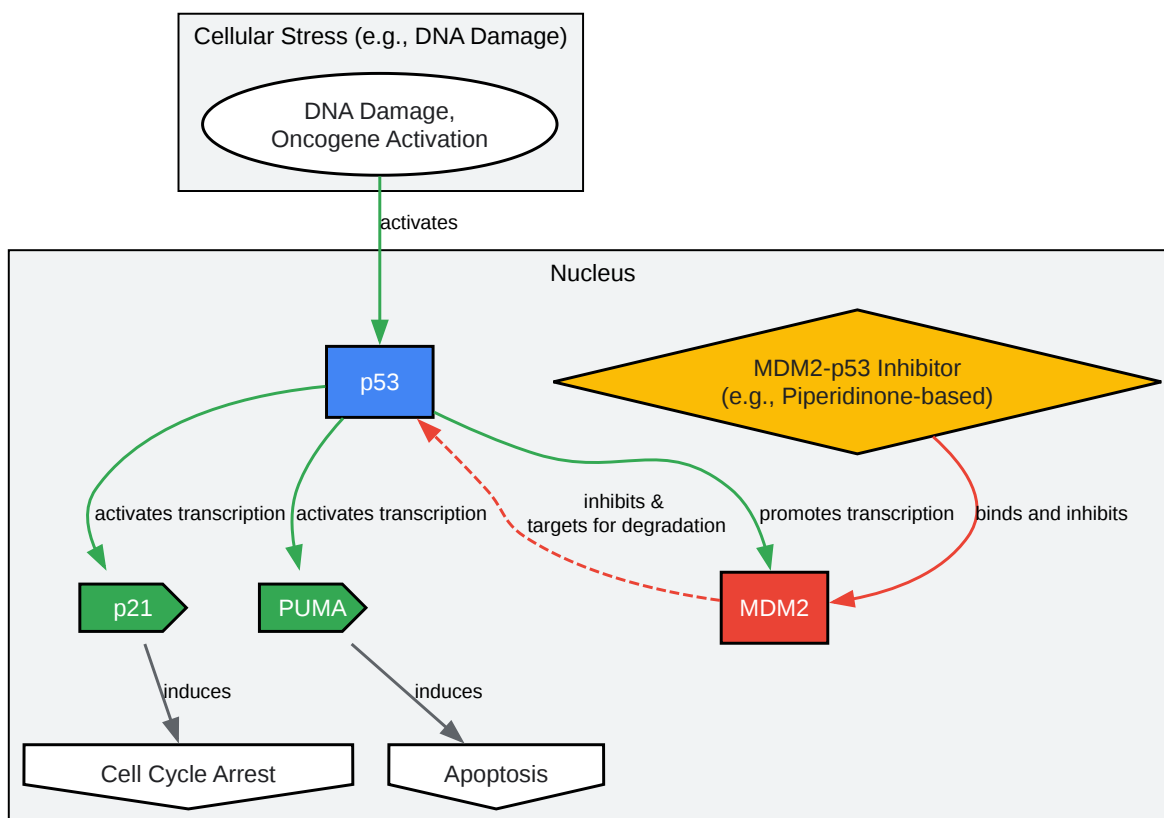 Cellular Stress (e.g., DNA Damage)
DNA Damage,
Oncogene Activation
activates
Nucleus
p53
MDM2-p53 Inhibitor
(e.g., Piperidinone-based)
activates transcription
activates transcription
inhibits &
targets for degradation
promotes transcription
binds and inhibits
p21
PUMA
MDM2
induces
induces
Cell Cycle Arrest
Apoptosis